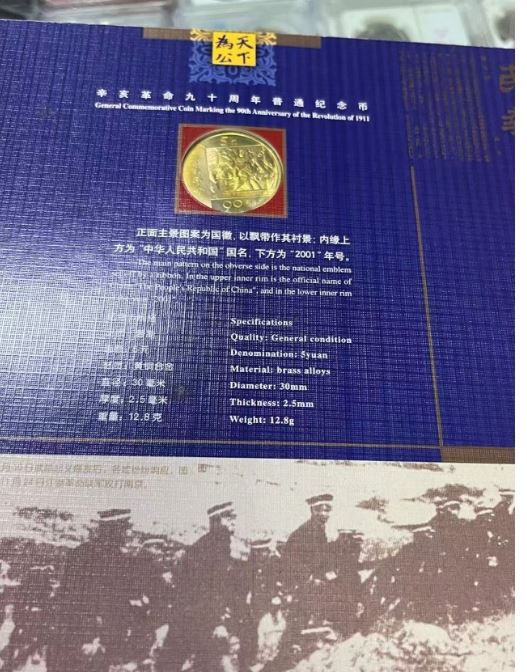 為天
公下
辛亥革命九十周年普通纪念币
General Commemorative Coin Marking the 90th Anniversary of the Revolution of 1911
90
正面主景图案为国徽，以飘带作其衬景；内缘上
方为“中华人民共和国”国名，下方为“2001”年号。
The main pattern on the obverse side is the national emblem
ribbon. In the upper inner rim is the official name of
People's Republic of China", and in the lower inner rim
Specifications
Quality: General condition
Denomination: 5yuan
黄铜合金
Material: brass alloys
直径：30毫米
Diameter: 30mm
厚度：2.5毫米
Thickness: 2.5mm
重量：12.8克
Weight: 12.8g